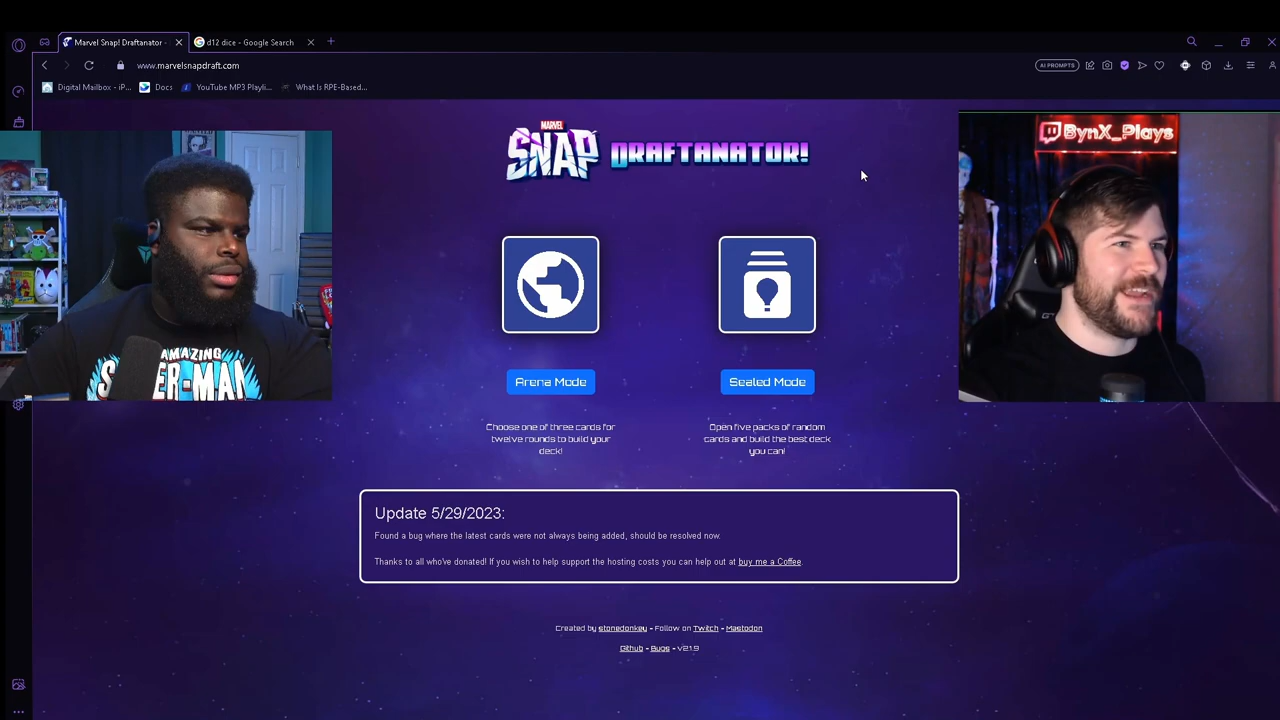 Marvel Snap! Draftanator -
d12 dice - Google Search
www.marvelsnapdraft.com
AI PROMPTS
Digital Mailbox - iP...
Docs
YouTube MP3 Playli...
What Is RPE-Based...
MARVEL
SNAP
DRAFTANATOR!
BynX_Plays
AMAZING
Arena Mode
Sealed Mode
Choose one of three cards for
twelve rounds to build your
deck!
Open five packs of random
cards and build the best deck
you can!
Update 5/29/2023:
Found a bug where the latest cards were not always being added, should be resolved now.
Thanks to all who've donated! If you wish to help support the hosting costs you can help out at buy me a Coffee.
Created by stonedonkey - Follow on Twitch - Mastodon
Github - Bugs - v2.1.9